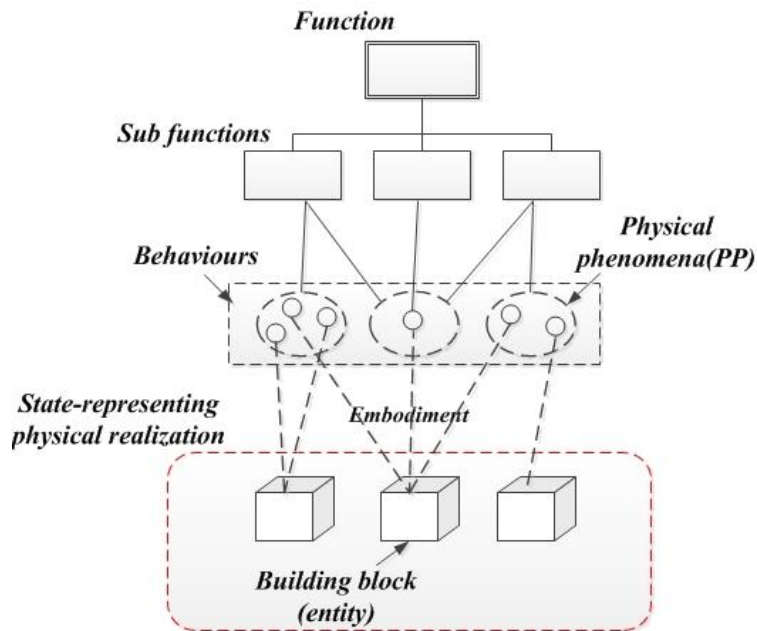 Function
Sub functions
Physical
phenomena(PP)
Behaviours
State-representing
physical realization
Embodiment
Building block
(entity)